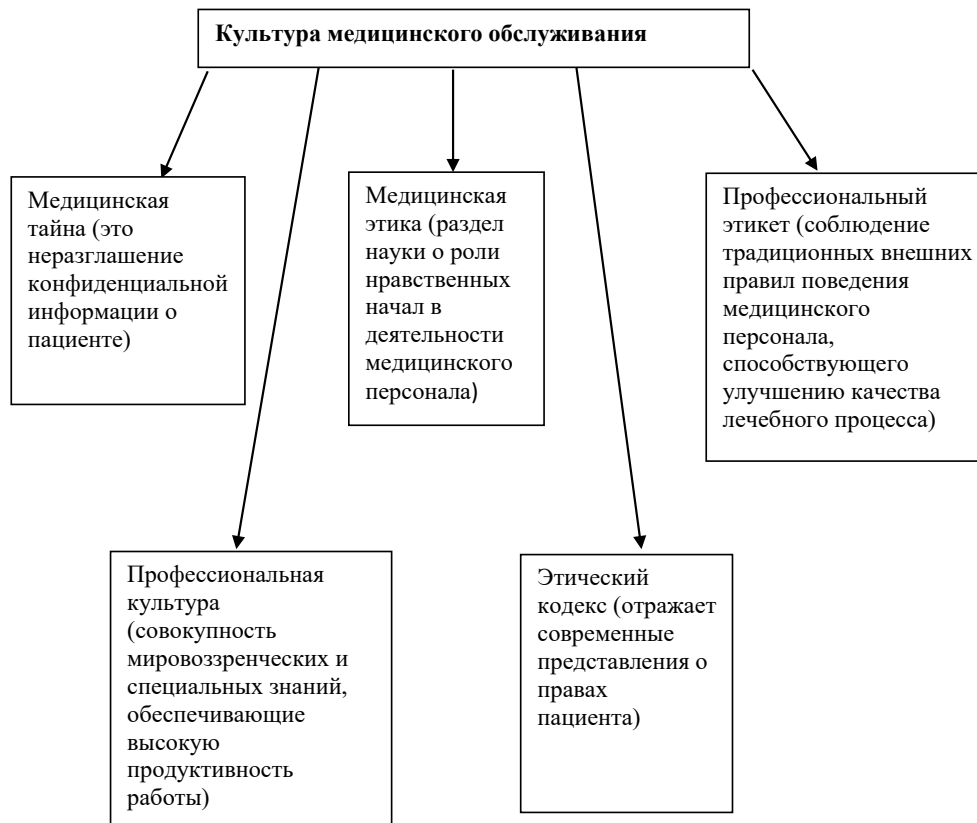 Культура медицинского обслуживания
Медицинская
тайна (это
неразглашение
конфиденциальной
информации о
пациенте)
Медицинская
этика (раздел
науки о роли
нравственных
начал в
деятельности
медицинского
персонала)
Профессиональный
этикет (соблюдение
традиционных внешних
правил поведения
медицинского
персонала,
способствующего
улучшению качества
лечебного процесса)
Профессиональная
культура
(совокупность
мировоззренческих и
специальных знаний,
обеспечивающие
высокую
продуктивность
работы)
Этический
кодекс (отражает
современные
представления о
правах
пациента)